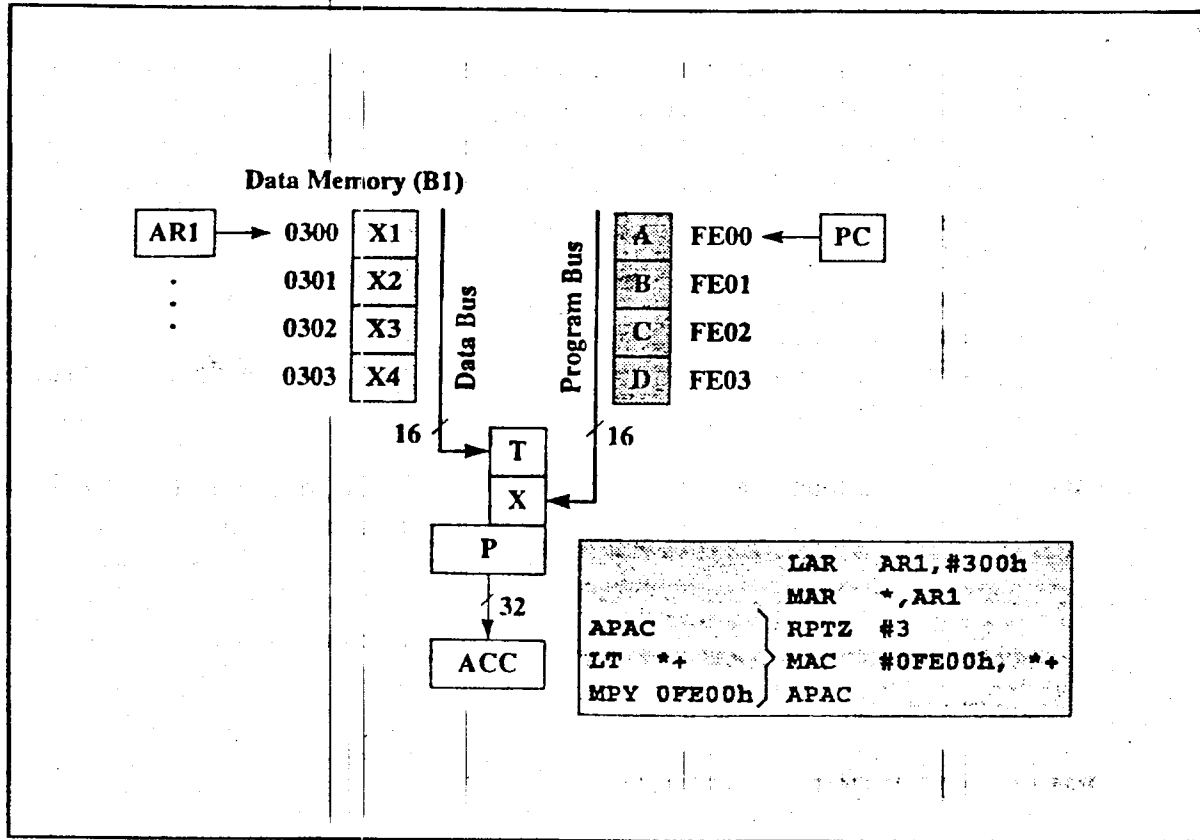 Data Memory (B1)
AR1 0300 X1 A FE00 PC
0301 X2 B FE01
0302 X3 C FE02
0303 X4 D FE03
Data Bus
Program Bus
16 16
T
X
P
32
ACC
LAR AR1,#300h
MAR *,AR1
APAC RPTZ #3
LT *+ MAC #0FE00h, *+
MPY 0FE00h APAC